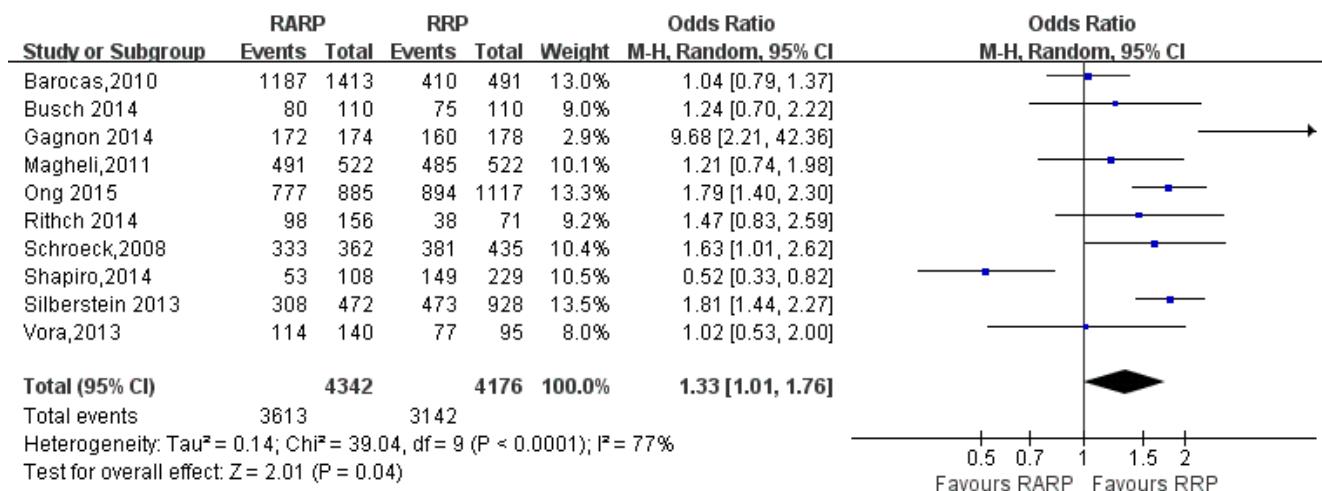 RARP RRP Odds Ratio Odds Ratio
Study or Subgroup Events Total Events Total Weight M-H, Random, 95% CI M-H, Random, 95% CI
Barocas,2010 1187 1413 410 491 13.0% 1.04 [0.79, 1.37]
Busch 2014 80 110 75 110 9.0% 1.24 [0.70, 2.22]
Gagnon 2014 172 174 160 178 2.9% 9.68 [2.21, 42.36]
Magheli,2011 491 522 485 522 10.1% 1.21 [0.74, 1.98]
Ong 2015 777 885 894 1117 13.3% 1.79 [1.40, 2.30]
Rithch 2014 98 156 38 71 9.2% 1.47 [0.83, 2.59]
Schroeck,2008 333 362 381 435 10.4% 1.63 [1.01, 2.62]
Shapiro,2014 53 108 149 229 10.5% 0.52 [0.33, 0.82]
Silberstein 2013 308 472 473 928 13.5% 1.81 [1.44, 2.27]
Vora,2013 114 140 77 95 8.0% 1.02 [0.53, 2.00]
Total (95% CI) 4342 4176 100.0% 1.33 [1.01, 1.76]
Total events 3613 3142
Heterogeneity: Tau² = 0.14; Chi² = 39.04, df = 9 (P < 0.0001); I² = 77%
Test for overall effect: Z = 2.01 (P = 0.04)
0.5 0.7 1 1.5 2
Favours RARP Favours RRP